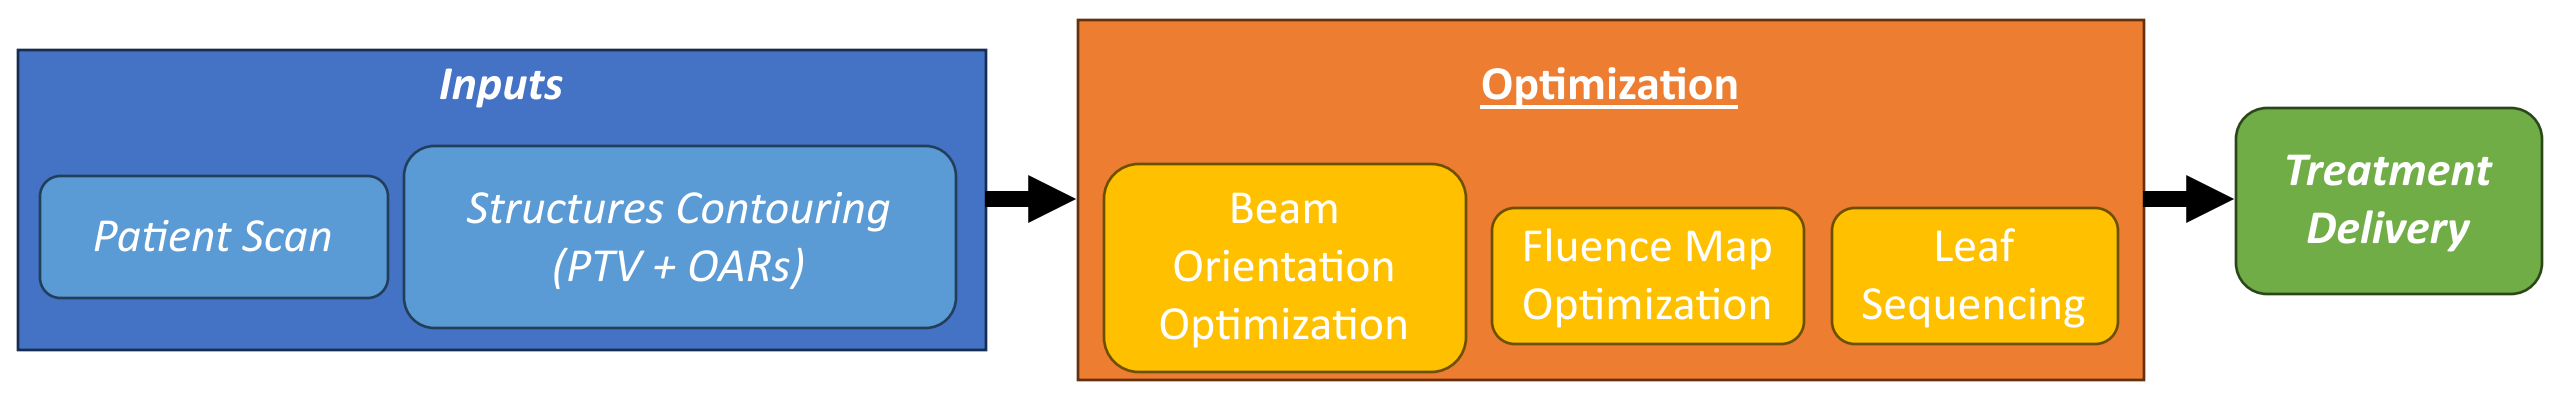 Inputs
Patient Scan
Structures Contouring
(PTV + OARs)
Optimization
Beam
Orientation
Optimization
Fluence Map
Optimization
Leaf
Sequencing
Treatment
Delivery